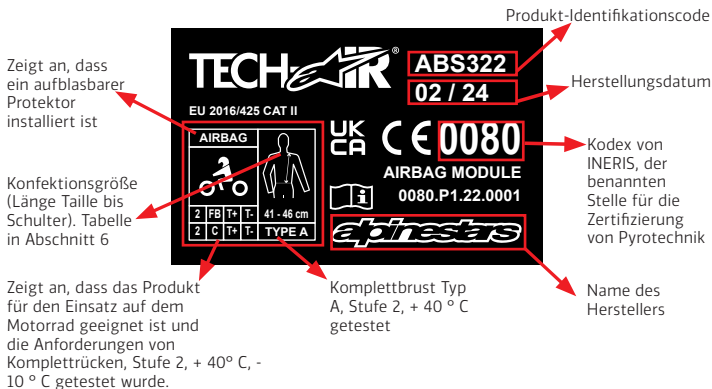 Produkt-Identifikationscode
Zeigt an, dass
ein aufblasbarer
Protektor
installiert ist
TECH-AIR®
ABS322
02 / 24
Herstellungsdatum
EU 2016/425 CAT II
AIRBAG
UK
CA
CE 0080
AIRBAG MODULE
0080.P1.22.0001
i
2 FB T+ T- 41 - 46 cm
2 C T+ T- TYPE A
alpinestars
Kodex von
INERIS, der
benannten
Stelle für die
Zertifizierung
von Pyrotechnik
Konfektionsgröße
(Länge Taille bis
Schulter). Tabelle
in Abschnitt 6
Zeigt an, dass das Produkt
für den Einsatz auf dem
Motorrad geeignet ist und
die Anforderungen von
Komplettrücken, Stufe 2, + 40° C, -
10 ° C getestet wurde.
Komplettbrust Typ
A, Stufe 2, + 40 ° C
getestet
Name des
Herstellers